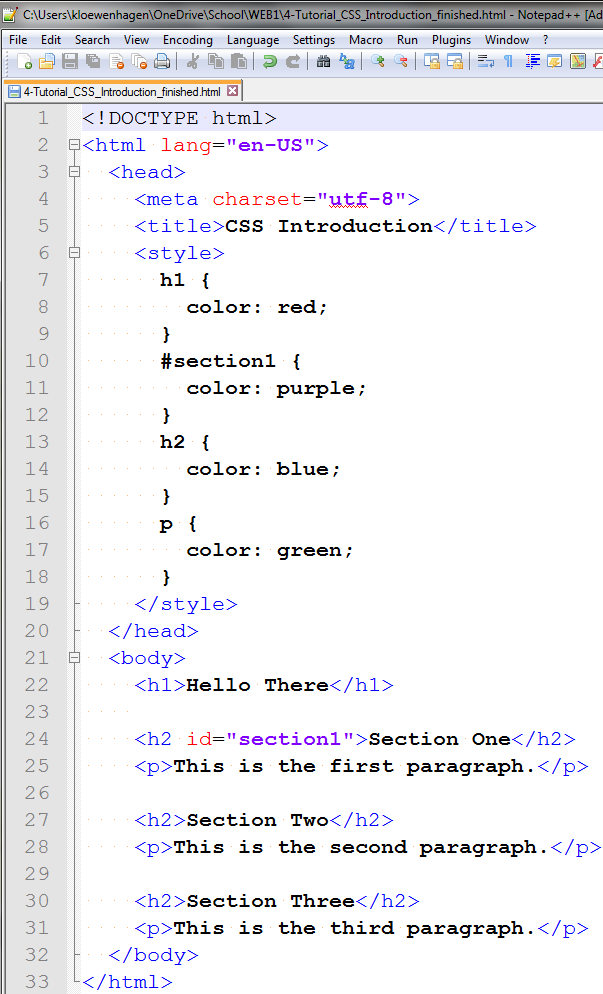 C:\Users\kloewenhagen\OneDrive\School\WEB1\4-Tutorial_CSS_Introduction_finished.html - Notepad++ [Ad
File Edit Search View Encoding Language Settings Macro Run Plugins Window ?
4-Tutorial_CSS_Introduction_finished.html
1 <!DOCTYPE html>
2 <html lang="en-US">
3 <head>
4 <meta charset="utf-8">
5 <title>CSS Introduction</title>
6 <style>
7 h1 {
8 color: red;
9 }
10 #section1 {
11 color: purple;
12 }
13 h2 {
14 color: blue;
15 }
16 p {
17 color: green;
18 }
19 </style>
20 </head>
21 <body>
22 <h1>Hello There</h1>
23
24 <h2 id="section1">Section One</h2>
25 <p>This is the first paragraph.</p>
26
27 <h2>Section Two</h2>
28 <p>This is the second paragraph.</p>
29
30 <h2>Section Three</h2>
31 <p>This is the third paragraph.</p>
32 </body>
33 </html>